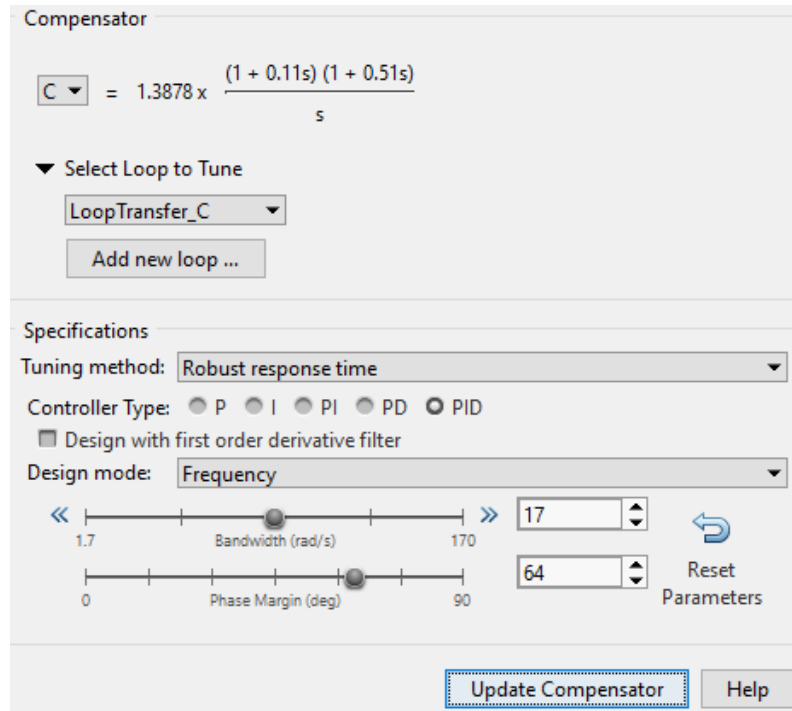 Compensator
(1 + 0.11s) (1 + 0.51s)
C = 1.3878 x
s
Select Loop to Tune
LoopTransfer_C
Add new loop ...
Specifications
Tuning method: Robust response time
Controller Type: P I PI PD PID
Design with first order derivative filter
Design mode: Frequency
17
1.7 Bandwidth (rad/s) 170
64
Reset
0 Phase Margin (deg) 90 Parameters
Update Compensator Help